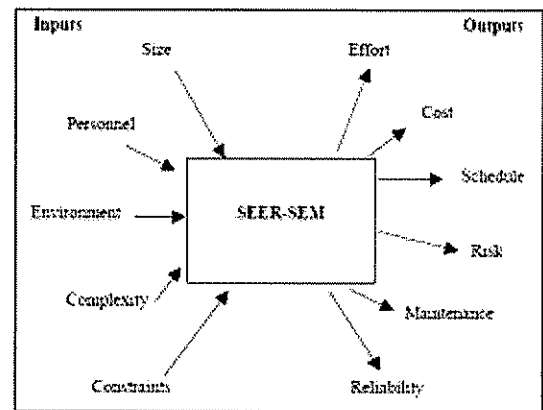 Inputs
Outputs
Size
Effort
Cost
Personnel
Schedule
SEER-SEM
Environment
Risk
Complexity
Maintenance
Constraints
Reliability